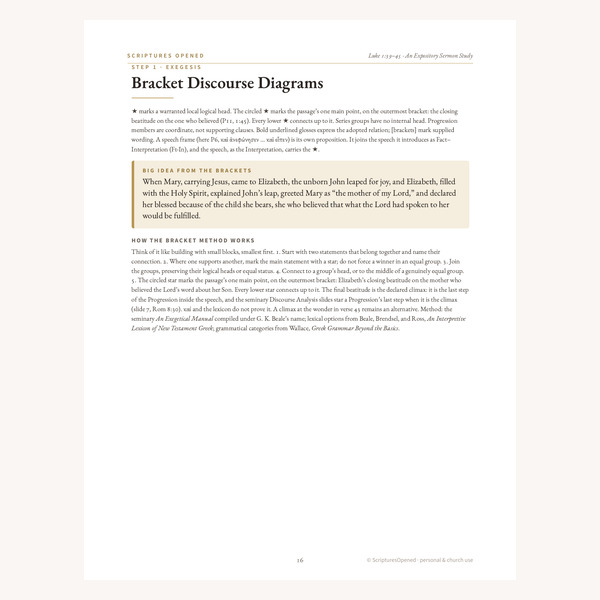 SCRIPTURES OPENED
Luke 1:39–45 · An Expository Sermon Study
STEP 1 · EXEGESIS
Bracket Discourse Diagrams
★ marks a warranted local logical head. The circled ★ marks the passage's one main point, on the outermost bracket: the closing
beatitude on the one who believed (P11, 1:45). Every lower ★ connects up to it. Series groups have no internal head. Progression
members are coordinate, not supporting clauses. Bold underlined glosses express the adopted relation; [brackets] mark supplied
wording. A speech frame (here P6, καὶ ἀνεφώνησεν … καὶ εἶπεν) is its own proposition. It joins the speech it introduces as Fact–
Interpretation (Ft-In), and the speech, as the Interpretation, carries the ★.
BIG IDEA FROM THE BRACKETS
When Mary, carrying Jesus, came to Elizabeth, the unborn John leaped for joy, and Elizabeth, filled
with the Holy Spirit, explained John's leap, greeted Mary as “the mother of my Lord,” and declared
her blessed because of the child she bears, she who believed that what the Lord had spoken to her
would be fulfilled.
HOW THE BRACKET METHOD WORKS
Think of it like building with small blocks, smallest first. 1. Start with two statements that belong together and name their
connection. 2. Where one supports another, mark the main statement with a star; do not force a winner in an equal group. 3. Join
the groups, preserving their logical heads or equal status. 4. Connect to a group's head, or to the middle of a genuinely equal group.
5. The circled star marks the passage's one main point, on the outermost bracket: Elizabeth's closing beatitude on the mother who
believed the Lord's word about her Son. Every lower star connects up to it. The final beatitude is the declared climax: it is the last step
of the Progression inside the speech, and the seminary Discourse Analysis slides star a Progression's last step when it is the climax
(slide 7, Rom 8:30). καί and the lexicon do not prove it. A climax at the wonder in verse 43 remains an alternative. Method: the
seminary An Exegetical Manual compiled under G. K. Beale's name; lexical options from Beale, Brendsel, and Ross, An Interpretive
Lexicon of New Testament Greek; grammatical categories from Wallace, Greek Grammar Beyond the Basics.
16
© ScripturesOpened · personal & church use